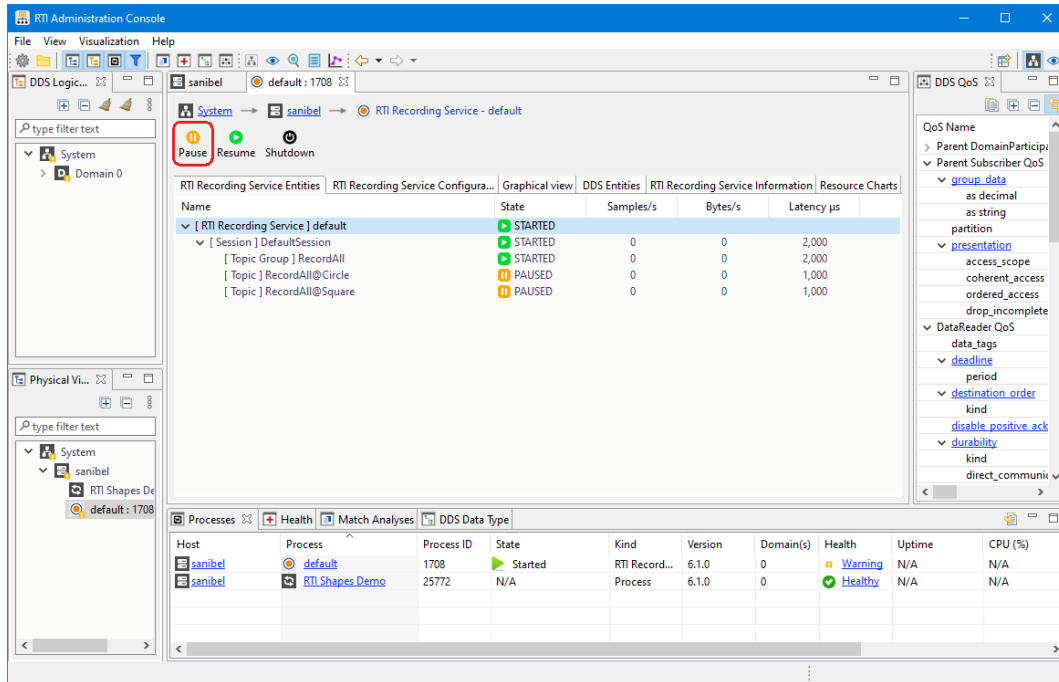 RTI Administration Console
File View Visualization Help
DDS Logic...
type filter text
System
Domain 0
Physical Vi...
type filter text
System
sanibel
RTI Shapes De
default : 1708
sanibel
default : 1708
System sanibel RTI Recording Service - default
Pause Resume Shutdown
RTI Recording Service Entities RTI Recording Service Configura... Graphical view DDS Entities RTI Recording Service Information Resource Charts
Name State Samples/s Bytes/s Latency µs
[ RTI Recording Service ] default STARTED
[ Session ] DefaultSession STARTED 0 0 2,000
[ Topic Group ] RecordAll STARTED 0 0 2,000
[ Topic ] RecordAll@Circle PAUSED 0 0 1,000
[ Topic ] RecordAll@Square PAUSED 0 0 1,000
DDS QoS
QoS Name
Parent DomainParticipa
Parent Subscriber QoS
group_data
as decimal
as string
partition
presentation
access_scope
coherent_access
ordered_access
drop_incomplete
DataReader QoS
data_tags
deadline
period
destination_order
kind
disable_positive_ack
durability
kind
direct_communic
Processes Health Match Analyses DDS Data Type
Host Process Process ID State Kind Version Domain(s) Health Uptime CPU (%)
sanibel default 1708 Started RTI Record... 6.1.0 0 Warning N/A N/A
sanibel RTI Shapes Demo 25772 N/A Process 6.1.0 0 Healthy N/A N/A